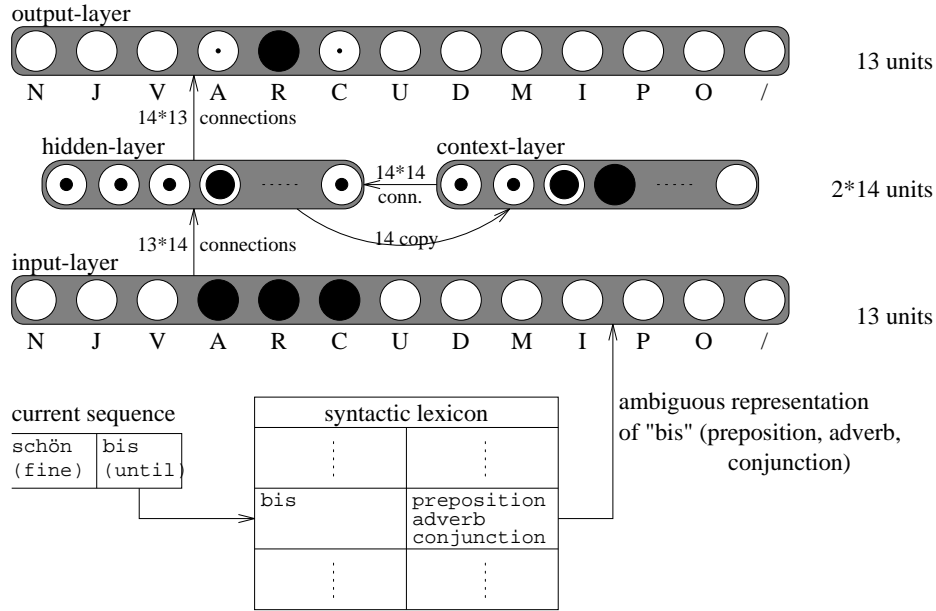 output-layer
13 units
N J V A R C U D M I P O /
14*13 connections
hidden-layer
context-layer
14*14
conn.
2*14 units
14 copy
13*14 connections
input-layer
13 units
N J V A R C U D M I P O /
current sequence
schön bis
(fine) (until)
syntactic lexicon
bis preposition
adverb
conjunction
ambiguous representation
of "bis" (preposition, adverb,
conjunction)